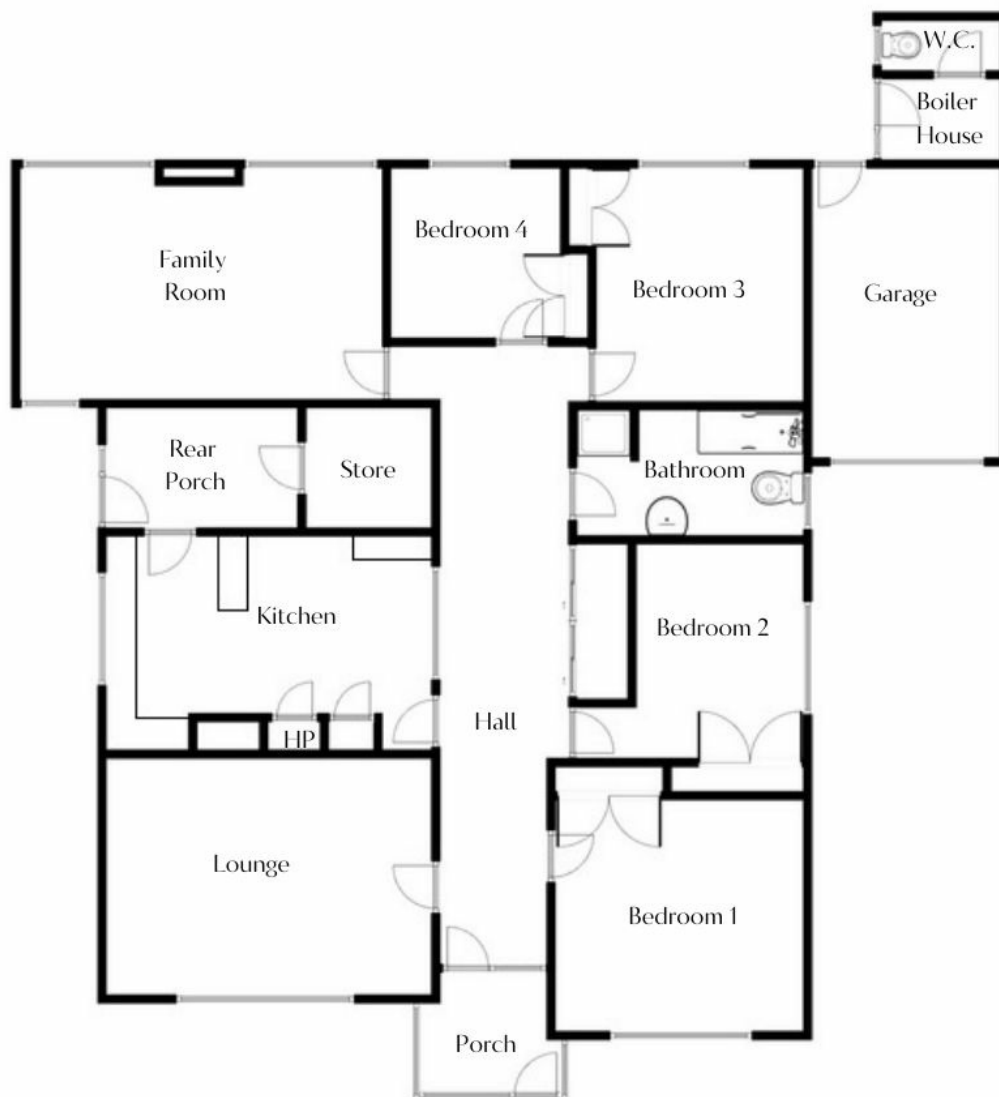 W.C.
Boiler
House
Bedroom 4
Family
Room
Bedroom 3
Garage
Rear
Porch
Store
Bathroom
Kitchen
Bedroom 2
Hall
HP
Lounge
Bedroom 1
Porch